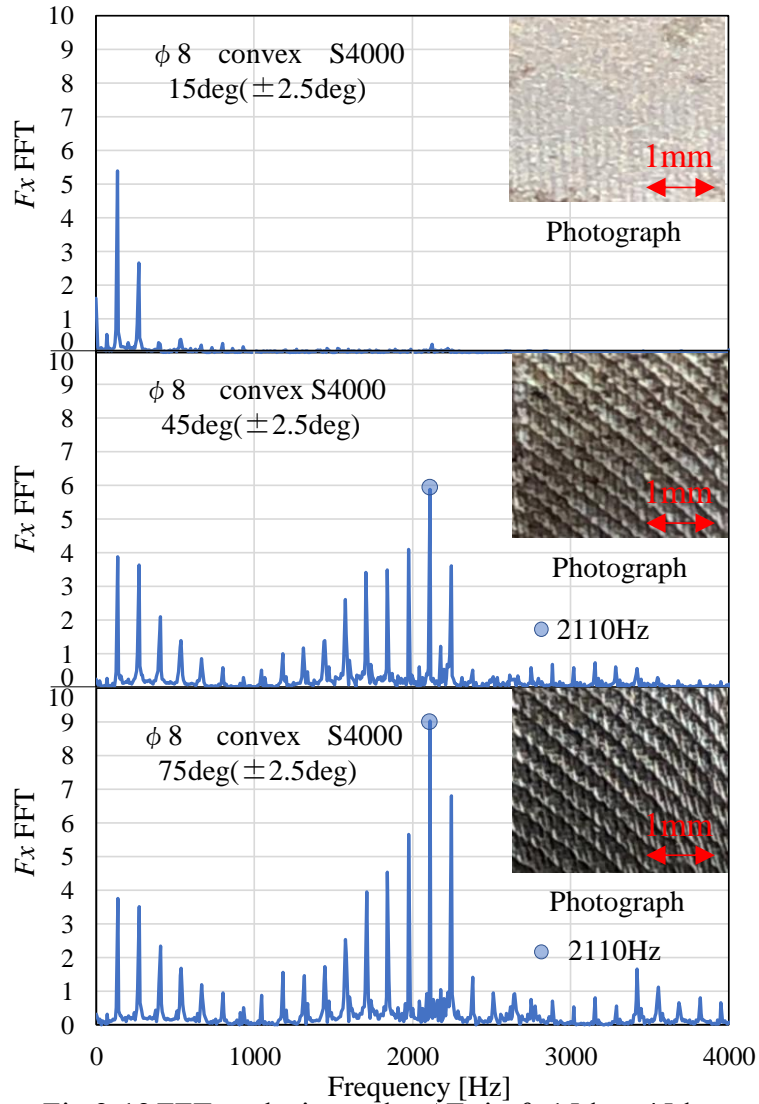 10
9
8
7
6
5
4
3
2
1
0
Fx FFT
φ8 convex S4000
15deg(±2.5deg)
1mm
Photograph
10
9
8
7
6
5
4
3
2
1
0
Fx FFT
φ8 convex S4000
45deg(±2.5deg)
1mm
Photograph
2110Hz
10
9
8
7
6
5
4
3
2
1
0
Fx FFT
φ8 convex S4000
75deg(±2.5deg)
1mm
Photograph
2110Hz
0 1000 2000 3000 4000
Frequency [Hz]